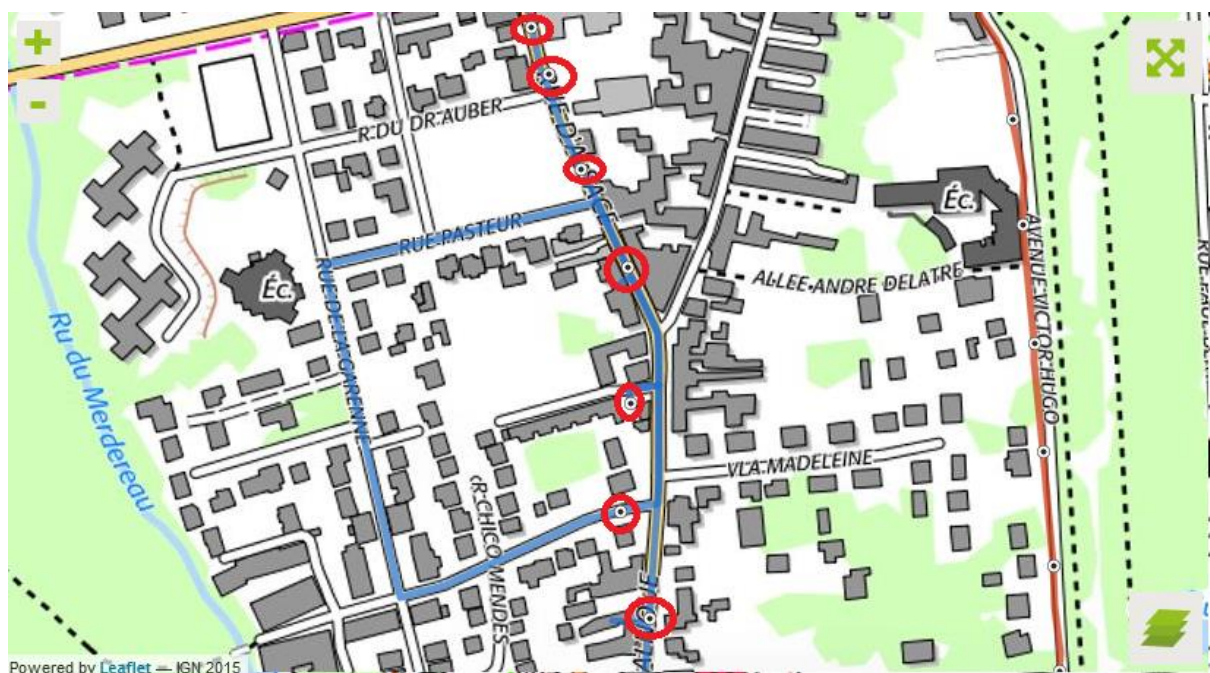 +
-
R. DU DR AUBER
RUE PASTEUR
Éc.
Éc.
ALLEE ANDRE DELATRE
AVENUE VICTOR HUGO
RUE DE LA GARENNE
Ru du Merdereau
VLA MADELEINE
R CHICO MENDES
Powered by Leaflet — IGN 2015